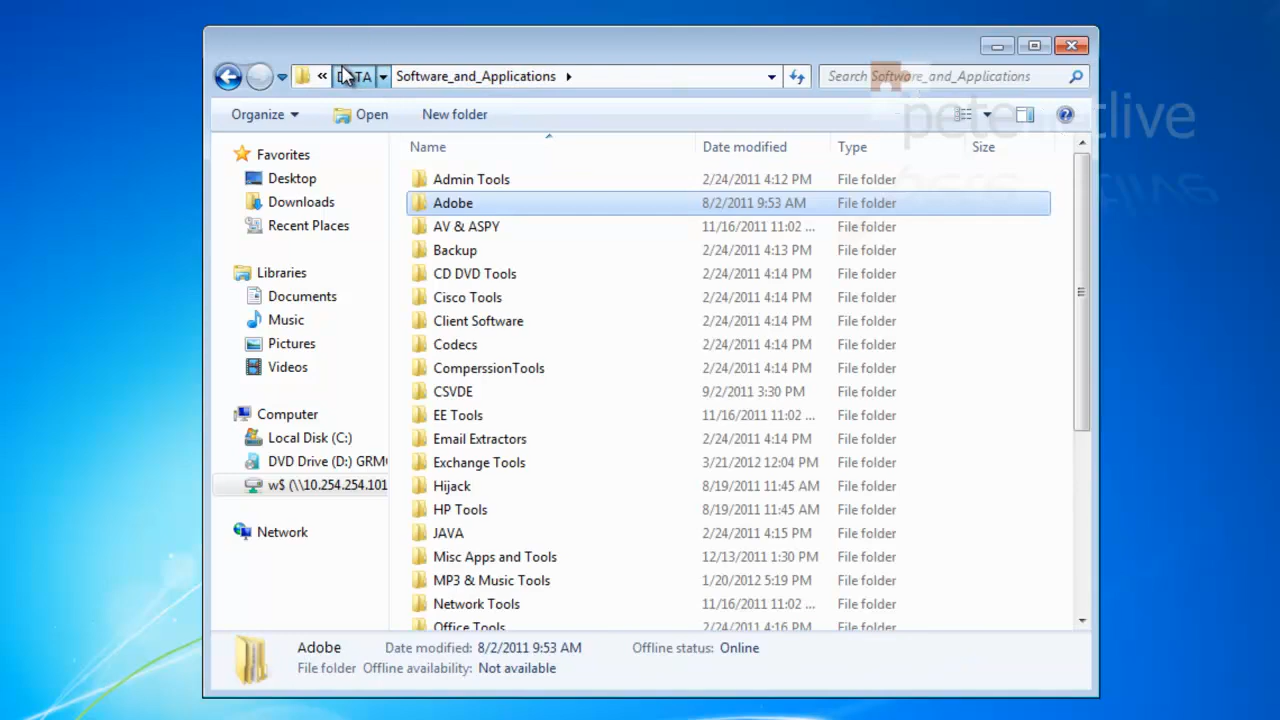 « DATA Software_and_Applications Search Software_and_Applications
petenetlive
Organize Open New folder
Name Date modified Type Size
Favorites
Desktop
Downloads
Recent Places
Libraries
Documents
Music
Pictures
Videos
Computer
Local Disk (C:)
DVD Drive (D:) GRM
w$ (\\10.254.254.101
Network
Admin Tools 2/24/2011 4:12 PM File folder
Adobe 8/2/2011 9:53 AM File folder
AV & ASPY 11/16/2011 11:02 ... File folder
Backup 2/24/2011 4:13 PM File folder
CD DVD Tools 2/24/2011 4:14 PM File folder
Cisco Tools 2/24/2011 4:14 PM File folder
Client Software 2/24/2011 4:14 PM File folder
Codecs 2/24/2011 4:14 PM File folder
ComperssionTools 2/24/2011 4:14 PM File folder
CSVDE 9/2/2011 3:30 PM File folder
EE Tools 11/16/2011 11:02 ... File folder
Email Extractors 2/24/2011 4:14 PM File folder
Exchange Tools 3/21/2012 12:04 PM File folder
Hijack 8/19/2011 11:45 AM File folder
HP Tools 8/19/2011 11:45 AM File folder
JAVA 2/24/2011 4:15 PM File folder
Misc Apps and Tools 12/13/2011 1:30 PM File folder
MP3 & Music Tools 1/20/2012 5:19 PM File folder
Network Tools 11/16/2011 11:02 ... File folder
Office Tools 2/24/2011 4:16 PM File folder
Adobe Date modified: 8/2/2011 9:53 AM Offline status: Online
File folder Offline availability: Not available